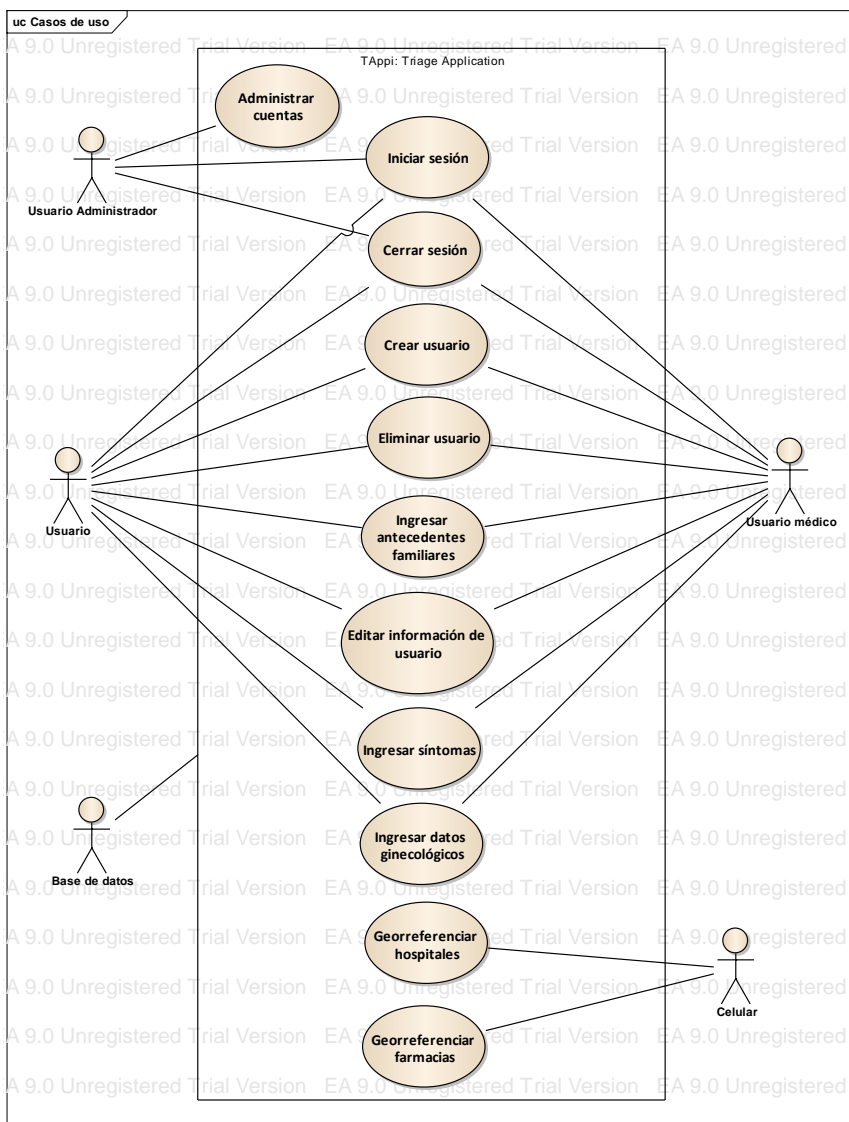 uc Casos de uso
TAppi: Triage Application
Administrar
cuentas
Iniciar sesión
Usuario Administrador
Cerrar sesión
Crear usuario
Eliminar usuario
Usuario
Usuario médico
Ingresar
antecedentes
familiares
Editar información de
usuario
Ingresar síntomas
Base de datos
Ingresar datos
ginecológicos
Georreferenciar
hospitales
Celular
Georreferenciar
farmacias
EA 9.0 Unregistered Trial Version